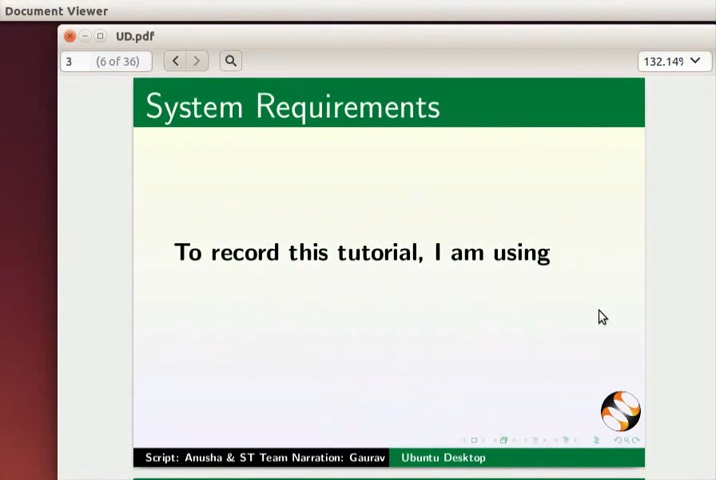 Document Viewer
UD.pdf
3 (6 of 36) 132.14%
System Requirements
To record this tutorial, I am using
Script: Anusha & ST Team Narration: Gaurav Ubuntu Desktop